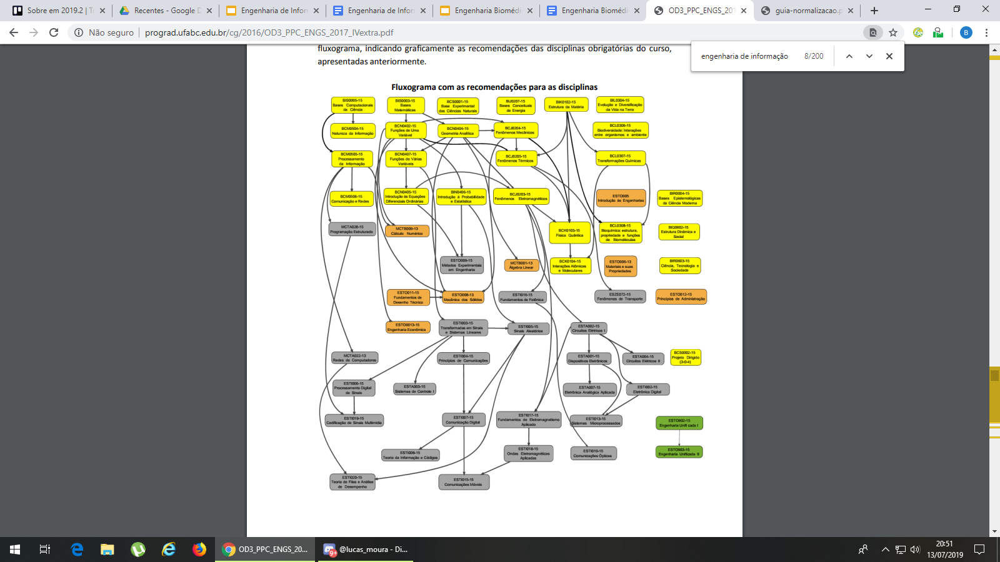 Sobre em 2019.2 | T
Recentes - Google D
Engenharia de Infor
Engenharia de Infor
Engenharia Biomédi
Engenharia Biomédi
OD3_PPC_ENGS_201
guia-normalizacao.p
Não seguro | prograd.ufabc.edu.br/cg/2016/OD3_PPC_ENGS_2017_IVextra.pdf
B
engenharia de informação 8/200
fluxograma, indicando graficamente as recomendações das disciplinas obrigatórias do curso,
apresentadas anteriormente.
Fluxograma com as recomendações para as disciplinas
BIS0005-15
Bases Computacionais
da Ciência
BIS0003-15
Bases
Matemáticas
BCS0001-15
Base Experimental
das Ciências Naturais
BIJ0207-15
Bases Conceituais
da Energia
BIK0102-15
Estrutura da Matéria
BIL0304-15
Evolução e Diversificação
da Vida na Terra
BCM0504-15
Natureza da Informação
BCN0402-15
Funções de Uma
Variável
BCN0404-15
Geometria Analítica
BCJ0204-15
Fenômenos Mecânicos
BCL0306-15
Biodiversidade: Interações
entre organismos e ambiente
BCM0505-15
Processamento
da Informação
BCN0407-15
Funções de Várias
Variáveis
BCJ0205-15
Fenômenos Térmicos
BCL0307-15
Transformações Químicas
BCM0506-15
Comunicação e Redes
BCN0405-15
Introdução às Equações
Diferenciais Ordinárias
BIN0406-15
Introdução à Probabilidade
e Estatística
BCJ0203-15
Fenômenos Eletromagnéticos
ESTO005
Introdução às Engenharias
BIR0004-15
Bases Epistemológicas
da Ciência Moderna
MCTA028-15
Programação Estruturada
MCTB009-13
Cálculo Numérico
BCK0103-15
Física Quântica
BCL0308-15
Bioquímica: estrutura,
propriedade e funções
de Biomoléculas
BIQ0602-15
Estrutura Dinâmica e
Social
ESTO009-15
Métodos Experimentais
em Engenharia
MCTB001-13
Álgebra Linear
BCK0104-15
Interações Atômicas
e Moleculares
ESTO006-13
Materiais e suas
Propriedades
BIR0603-15
Ciência, Tecnologia e
Sociedade
ESTO011-15
Fundamentos de
Desenho Técnico
ESTO008-13
Mecânica dos Sólidos
ESTI016-15
Fundamentos de Fotônica
ESZE072-15
Fenômenos de Transporte
ESTO012-15
Princípios de Administração
ESTO0013-15
Engenharia Econômica
ESTI003-15
Transformadas em Sinais
e Sistemas Lineares
ESTI005-15
Sinais Aleatórios
ESTA002-15
Circuitos Elétricos I
MCTA022-13
Redes de Computadores
ESTI004-15
Princípios de Comunicações
ESTA001-15
Dispositivos Eletrônicos
ESTA004-15
Circuitos Elétricos II
BCS0002-15
Projeto Dirigido
(3-0-4)
ESTI006-15
Processamento Digital
de Sinais
ESTA003-15
Sistemas de Controle I
ESTA007-15
Eletrônica Analógica Aplicada
ESTI002-15
Eletrônica Digital
ESTI019-15
Codificação de Sinais Multimídia
ESTI007-15
Comunicação Digital
ESTI017-15
Fundamentos de Eletromagnetismo
Aplicado
ESTI013-15
Sistemas Microprocessados
ESTO902-15
Engenharia Unifi cada I
ESTI008-15
Teoria da Informação e Códigos
ESTI018-15
Ondas Eletromagnéticas
Aplicadas
ESTI010-15
Comunicações Ópticas
ESTO903-15
Engenharia Unificada II
ESTI020-15
Teoria de Filas e Análise
de Desempenho
ESTI015-15
Comunicações Móveis
OD3_PPC_ENGS_20...
9+
@lucas_moura - Di...
20:51
13/07/2019